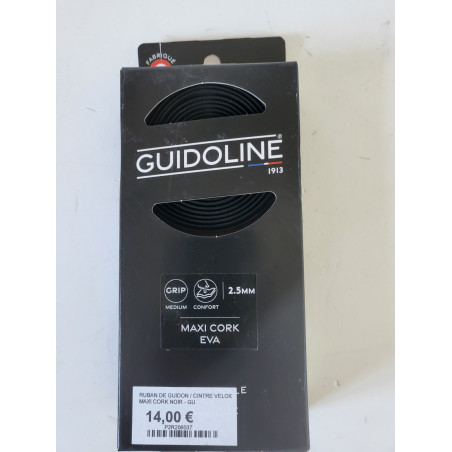 FABRIQUÉ
GUIDOLINE®
1913
GRIP
MEDIUM
CONFORT
2.5MM
MAXI CORK
EVA
LE
RUBAN DE GUIDON / CINTRE VELOX
MAXI CORK NOIR - GU
14,00 €